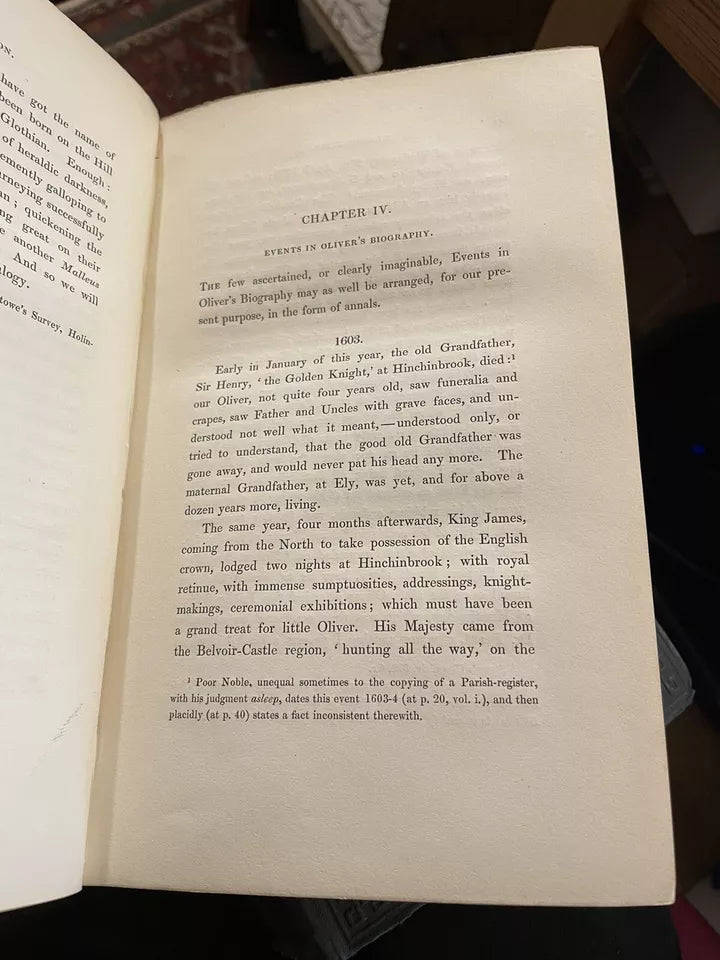 ON.
have got the name of
been born on the Hill
Glothian. Enough:
of heraldic darkness,
emently galloping to
urneying successfully
an; quickening the
ng great on their
e another Malleus
And so we will
logy.
towe's Survey, Holin-
CHAPTER IV.
EVENTS IN OLIVER'S BIOGRAPHY.
THE few ascertained, or clearly imaginable, Events in
Oliver's Biography may as well be arranged, for our pre-
sent purpose, in the form of annals.
1603.
Early in January of this year, the old Grandfather,
Sir Henry, 'the Golden Knight,' at Hinchinbrook, died:¹
our Oliver, not quite four years old, saw funeralia and
crapes, saw Father and Uncles with grave faces, and un-
derstood not well what it meant,—understood only, or
tried to understand, that the good old Grandfather was
gone away, and would never pat his head any more. The
maternal Grandfather, at Ely, was yet, and for above a
dozen years more, living.
The same year, four months afterwards, King James,
coming from the North to take possession of the English
crown, lodged two nights at Hinchinbrook; with royal
retinue, with immense sumptuosities, addressings, knight-
makings, ceremonial exhibitions; which must have been
a grand treat for little Oliver. His Majesty came from
the Belvoir-Castle region, 'hunting all the way,' on the
¹ Poor Noble, unequal sometimes to the copying of a Parish-register,
with his judgment asleep, dates this event 1603-4 (at p. 20, vol. i.), and then
placidly (at p. 40) states a fact inconsistent therewith.